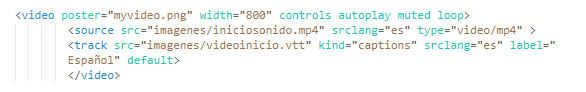 <video poster="myvideo.png" width="800" controls autoplay muted loop>
<source src="imagenes/iniciosonido.mp4" srclang="es" type="video/mp4" >
<track src="imagenes/videoinicio.vtt" kind="captions" srclang="es" label="
Español" default>
</video>